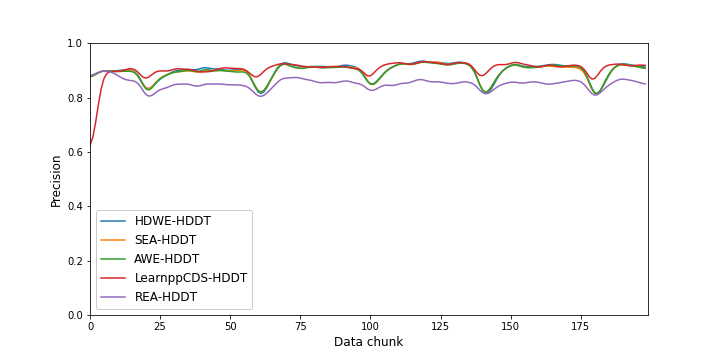 1.0
0.8
0.6
0.4
0.2
0.0
Precision
HDWE-HDDT
SEA-HDDT
AWE-HDDT
LearnppCDS-HDDT
REA-HDDT
0 25 50 75 100 125 150 175
Data chunk